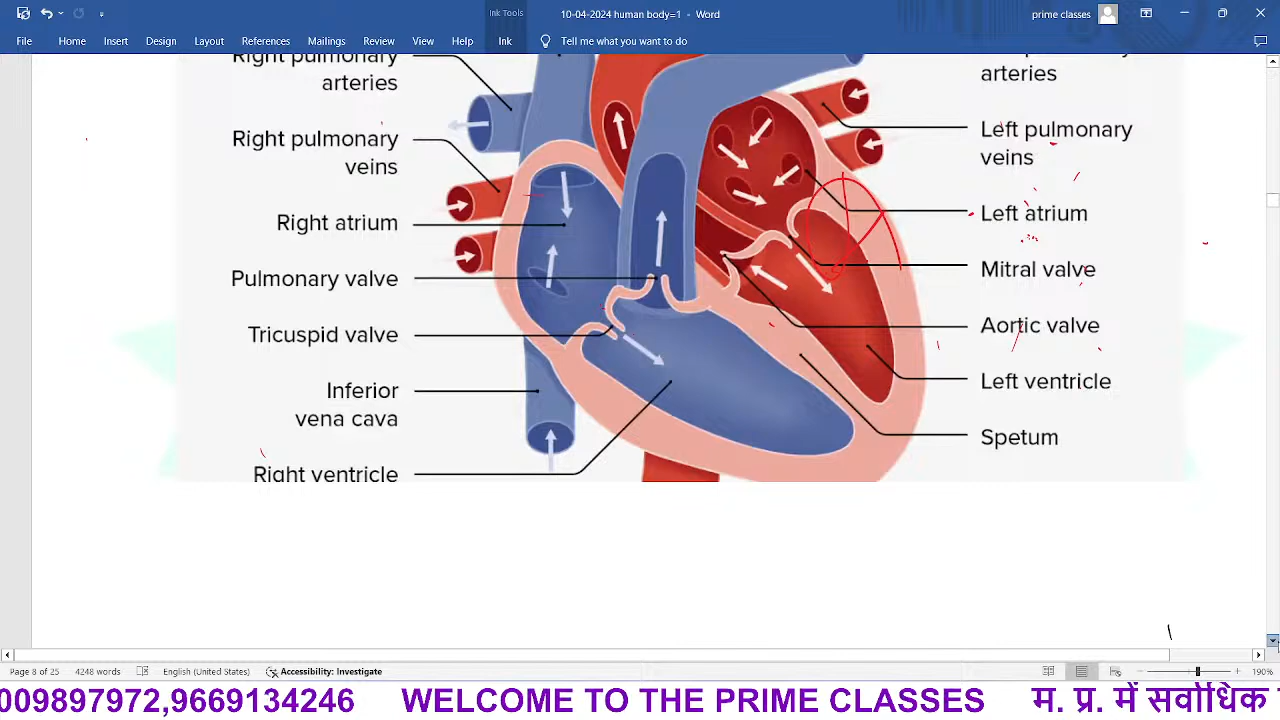 Ink Tools
10-04-2024 human body=1 - Word
prime classes
File Home Insert Design Layout References Mailings Review View Help Ink Tell me what you want to do
Right pulmonary
arteries
Right pulmonary
veins
Right atrium
Pulmonary valve
Tricuspid valve
Inferior
vena cava
Right ventricle
arteries
Left pulmonary
veins
Left atrium
Mitral valve
Aortic valve
Left ventricle
Spetum
Page 8 of 25 4248 words English (United States) Accessibility: Investigate 190%
009897972,9669134246 WELCOME TO THE PRIME CLASSES म. प्र. में सर्वाधिक